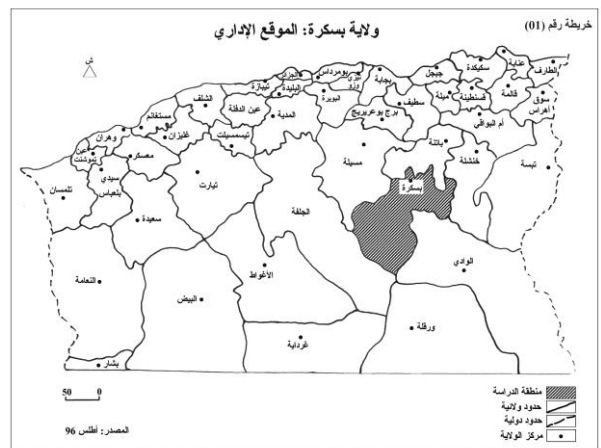 خريطة رقم (01)
ولاية بسكرة: الموقع الإداري
ش
عنابة
الطارف
سكيكدة
جيجل
بجاية
تيزي وزو
بومرداس
الجزائر
تيبازة
البليدة
سوق أهراس
قالمة
قسنطينة
ميلة
سطيف
البويرة
المدية
عين الدفلة
الشلف
مستغانم
وهران
أم البواقي
برج بوعريريج
تيسمسيلت
غليزان
معسكر
عين تموشنت
تبسة
خنشلة
باتنة
مسيلة
تيارت
سيدي بلعباس
تلمسان
بسكرة
الجلفة
سعيدة
الوادي
الأغواط
البيض
النعامة
ورقلة
غرداية
بشار
منطقة الدراسة
حدود ولائية
حدود دولية
مركز الولاية
50 0
المصدر: أطلس 96